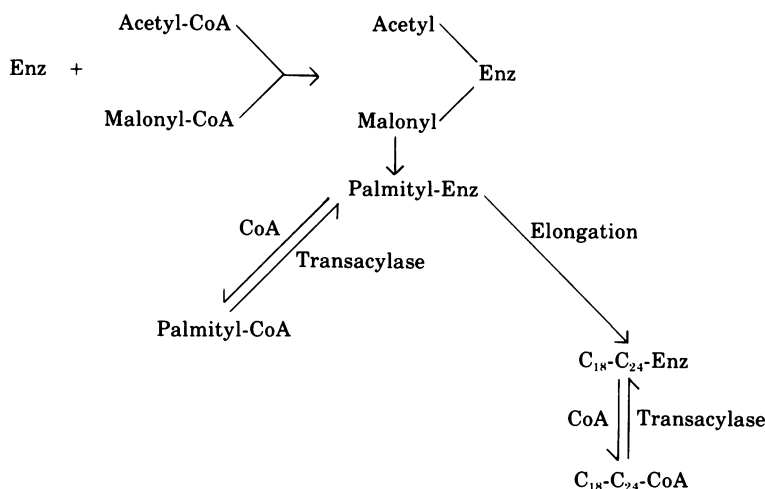 Acetyl-CoA
Enz +
Malonyl-CoA
Acetyl
Enz
Malonyl
Palmityl-Enz
CoA
Transacylase
Palmityl-CoA
Elongation
C₁₈-C₂₄-Enz
CoA
Transacylase
C₁₈-C₂₄-CoA